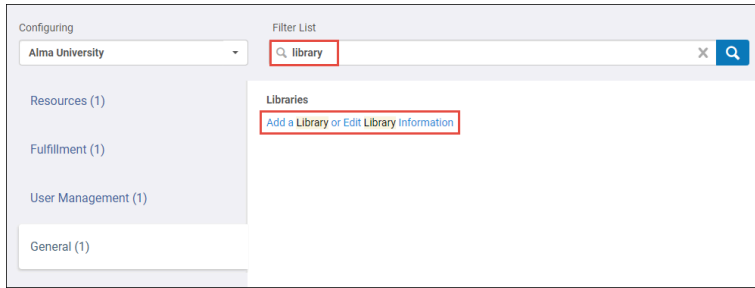 Configuring
Filter List
Alma University
library
Resources (1)
Libraries
Add a Library or Edit Library Information
Fulfillment (1)
User Management (1)
General (1)